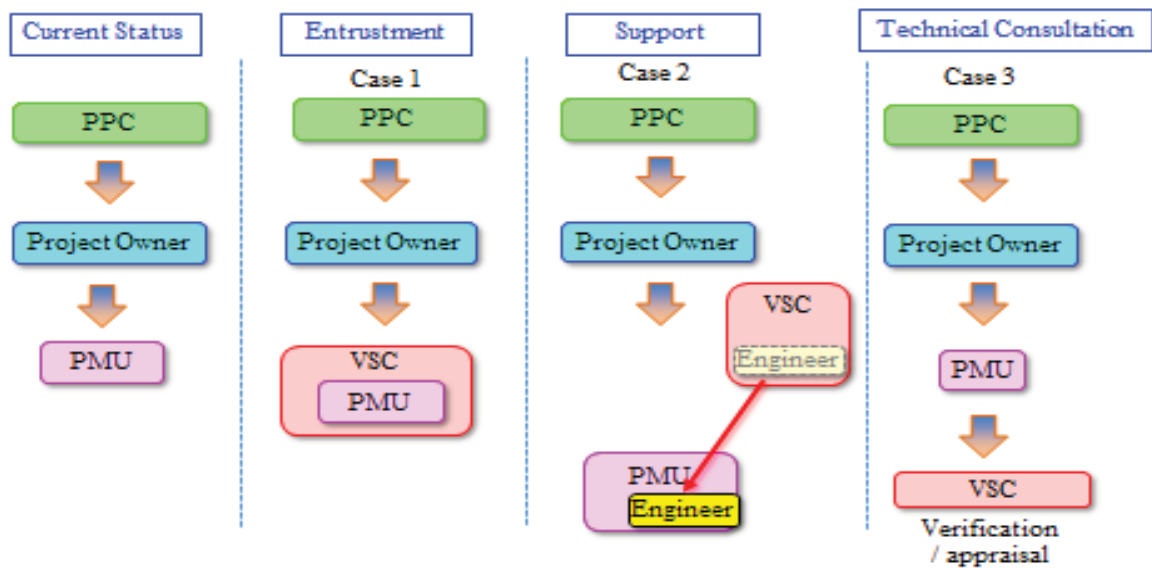 Current Status
PPC
Project Owner
PMU
Entrustment
Case 1
PPC
Project Owner
VSC
PMU
Support
Case 2
PPC
Project Owner
VSC
Engineer
PMU
Engineer
Technical Consultation
Case 3
PPC
Project Owner
PMU
VSC
Verification
/ appraisal